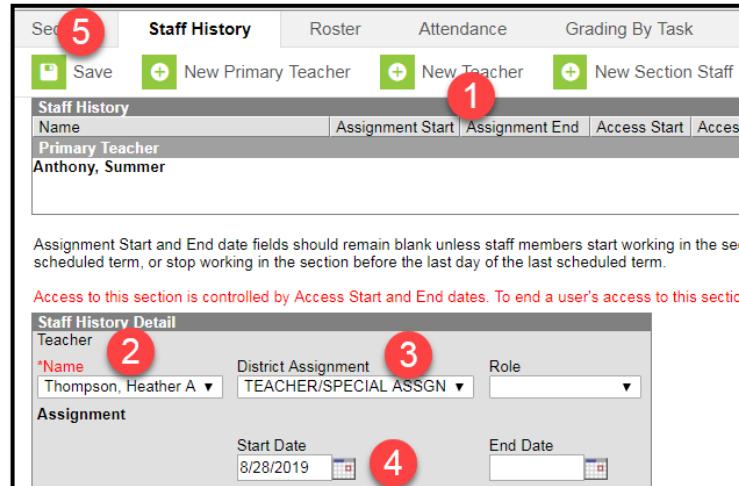 Sec 5 Staff History Roster Attendance Grading By Task
Save New Primary Teacher New Teacher New Section Staff
1
Staff History
Name Assignment Start Assignment End Access Start Acces
Primary Teacher
Anthony, Summer
Assignment Start and End date fields should remain blank unless staff members start working in the sec
scheduled term, or stop working in the section before the last day of the last scheduled term.
Access to this section is controlled by Access Start and End dates. To end a user's access to this sectio
Staff History Detail
Teacher
2
*Name District Assignment 3 Role
Thompson, Heather A TEACHER/SPECIAL ASSGN
Assignment
Start Date End Date
8/28/2019 4